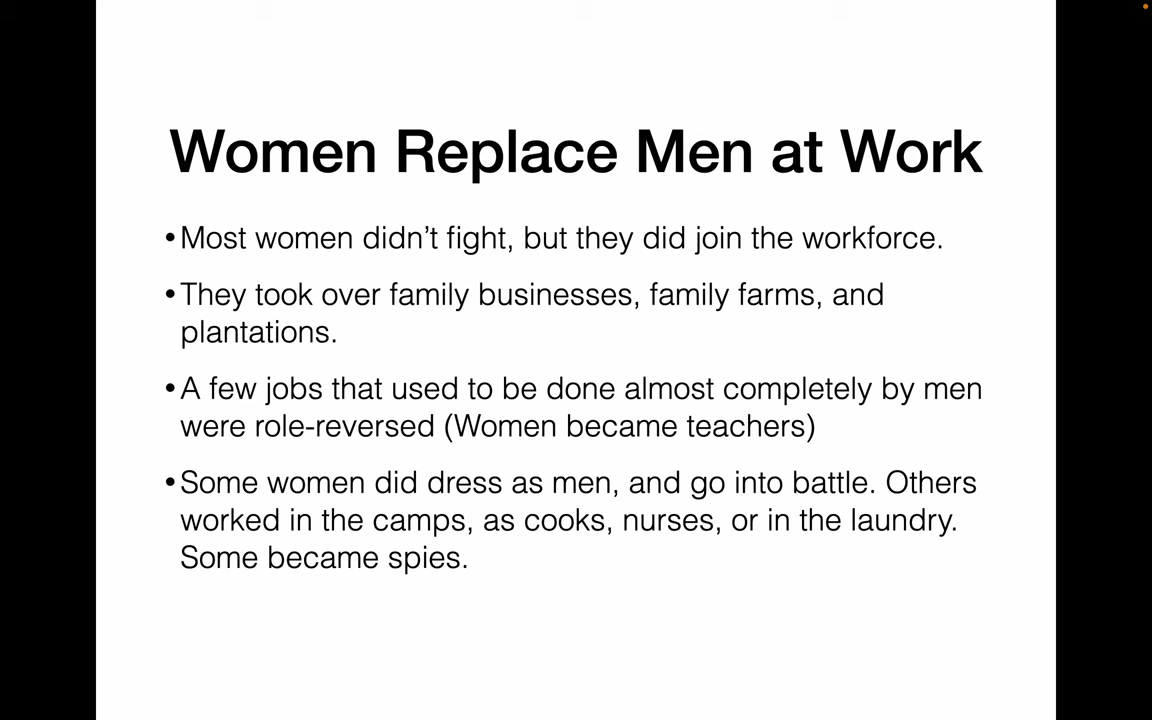 Women Replace Men at Work
•Most women didn’t fight, but they did join the workforce.
•They took over family businesses, family farms, and
plantations.
•A few jobs that used to be done almost completely by men
were role-reversed (Women became teachers)
•Some women did dress as men, and go into battle. Others
worked in the camps, as cooks, nurses, or in the laundry.
Some became spies.